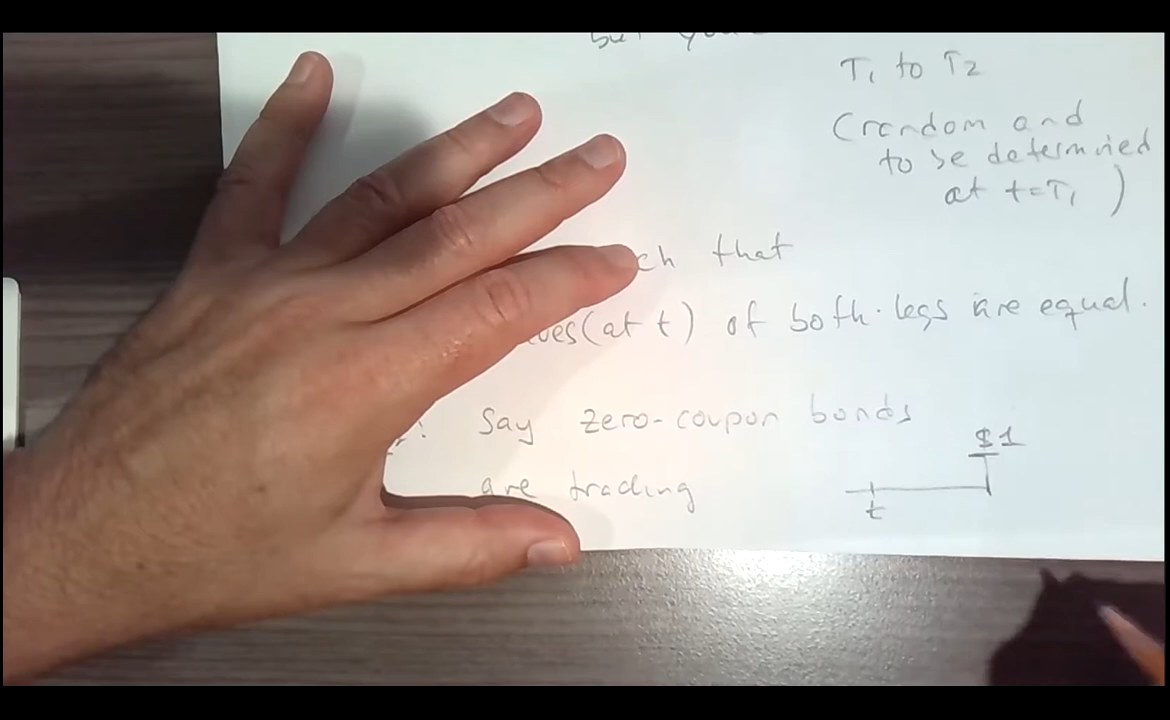 T1 to T2
(random and
to be determined
at t=T1 )
that
(at t) of both legs are equal.
Say zero-coupon bonds
$1
are trading
t